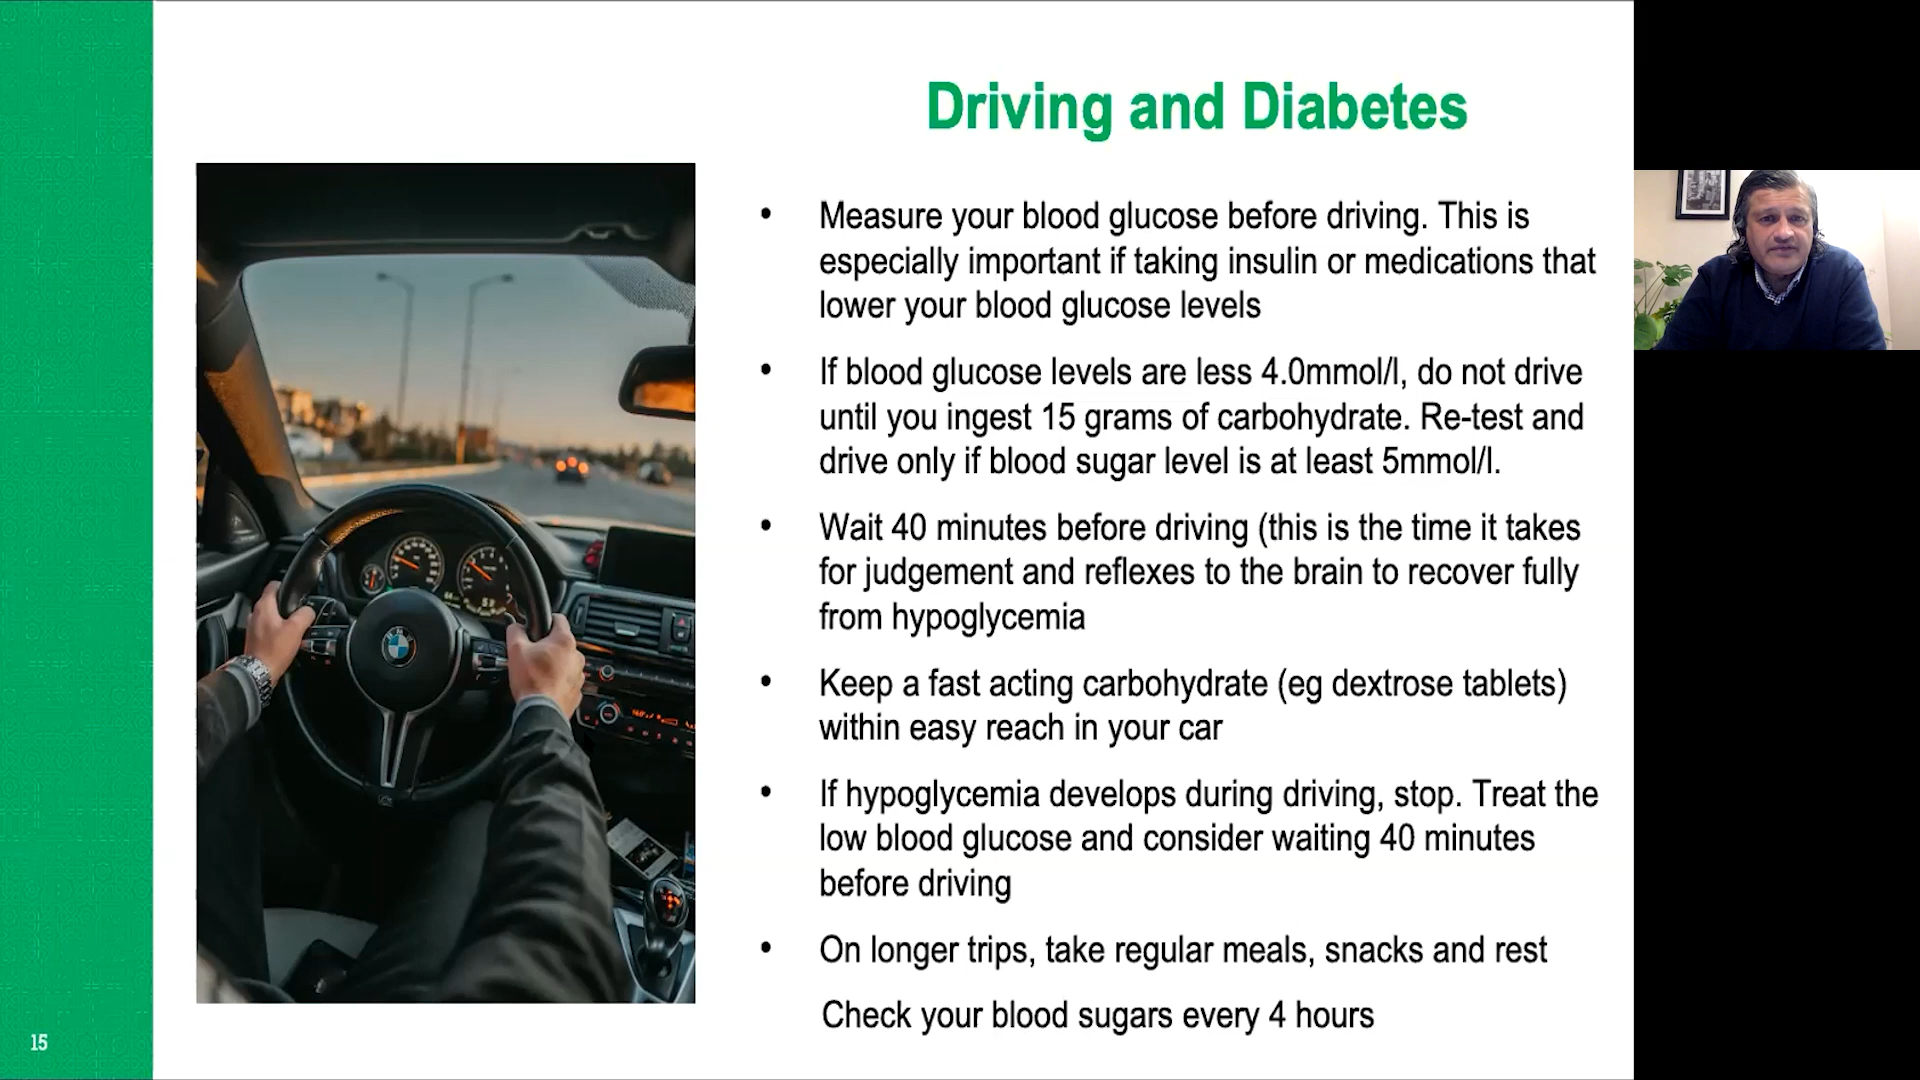 Driving and Diabetes
• Measure your blood glucose before driving. This is
especially important if taking insulin or medications that
lower your blood glucose levels
• If blood glucose levels are less 4.0mmol/l, do not drive
until you ingest 15 grams of carbohydrate. Re-test and
drive only if blood sugar level is at least 5mmol/l.
• Wait 40 minutes before driving (this is the time it takes
for judgement and reflexes to the brain to recover fully
from hypoglycemia
• Keep a fast acting carbohydrate (eg dextrose tablets)
within easy reach in your car
• If hypoglycemia develops during driving, stop. Treat the
low blood glucose and consider waiting 40 minutes
before driving
• On longer trips, take regular meals, snacks and rest
Check your blood sugars every 4 hours
15